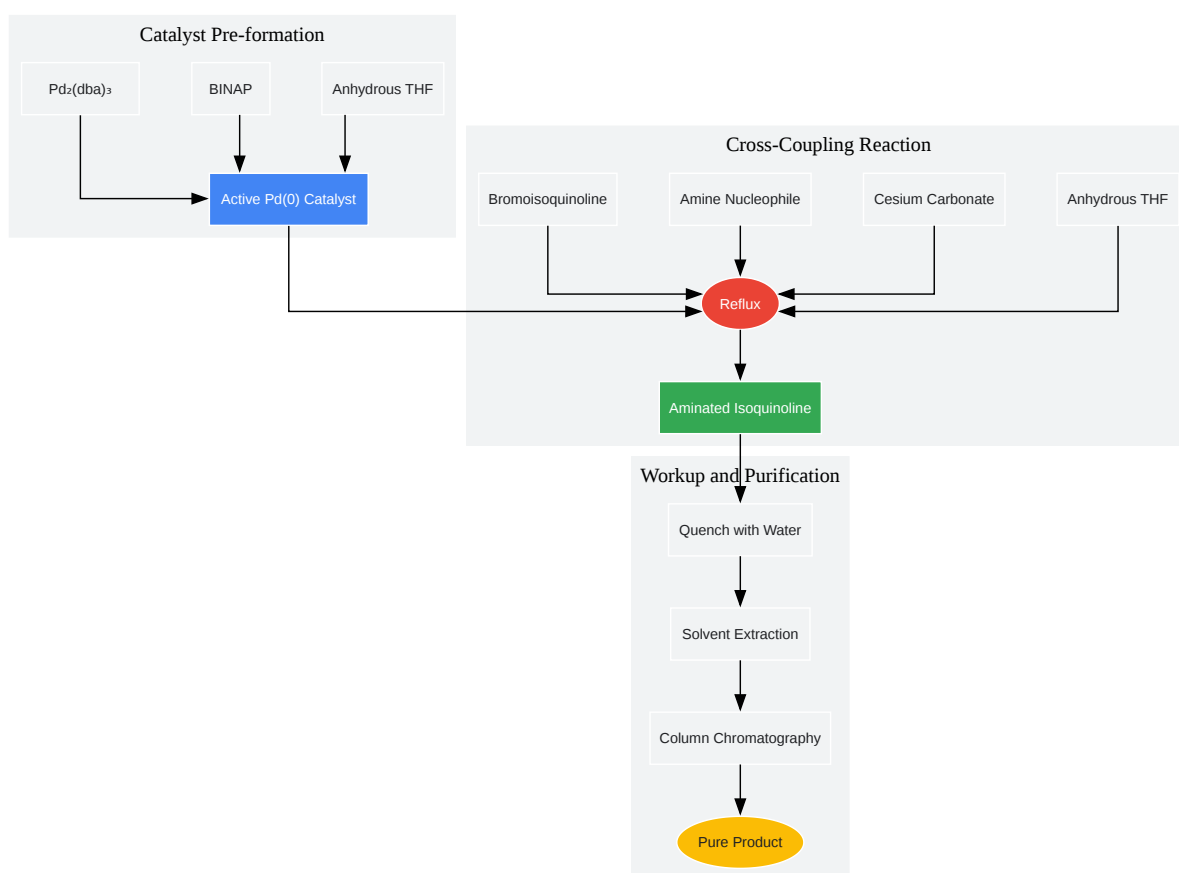 Catalyst Pre-formation
Pd₂(dba)₃
BINAP
Anhydrous THF
Active Pd(0) Catalyst
Cross-Coupling Reaction
Bromoisoquinoline
Amine Nucleophile
Cesium Carbonate
Anhydrous THF
Reflux
Aminated Isoquinoline
Workup and Purification
Quench with Water
Solvent Extraction
Column Chromatography
Pure Product